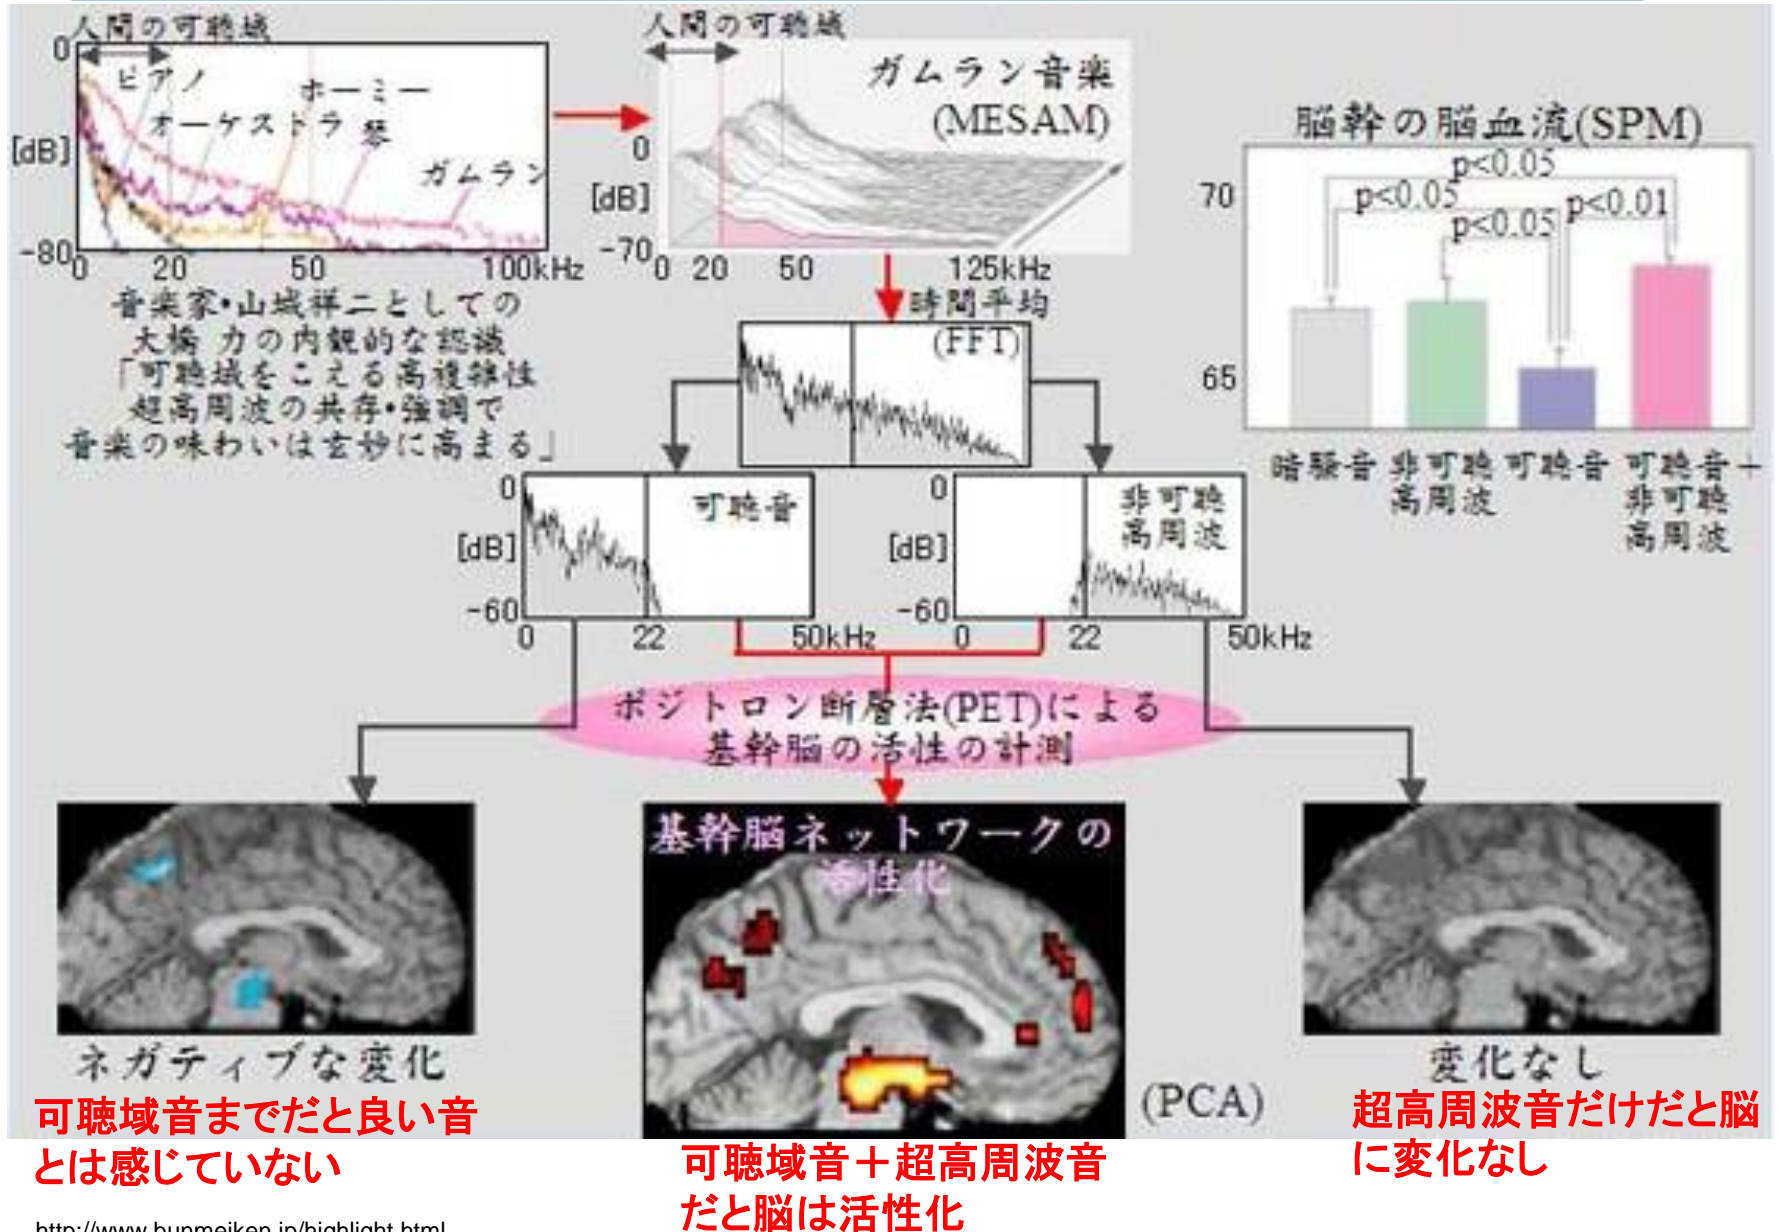 人間の可聴域
0
ピアノ
ホーミー
オーケストラ
琴
[dB]
ガムラン
-80
0 20 50 100kHz
音楽家・山城祥二としての
大橋 力の内観的な認識
「可聴域をこえる高複雑性
超高周波の共存・強調で
音楽の味わいは玄妙に高まる」
人間の可聴域
ガムラン音楽
(MESAM)
0
[dB]
-70
0 20 50 125kHz
時間平均
(FFT)
脳幹の脳血流(SPM)
p<0.05
70
p<0.05
p<0.01
p<0.05
65
暗騒音 非可聴 可聴音 可聴音+
高周波 非可聴
高周波
0
可聴音
[dB]
-60
0 22 50kHz
0
非可聴
高周波
[dB]
-60
0 22 50kHz
ポジトロン断層法(PET)による
基幹脳の活性の計測
基幹脳ネットワークの
活性化
ネガティブな変化
可聴域音までだと良い音
とは感じていない
(PCA)
可聴域音＋超高周波音
だと脳は活性化
変化なし
超高周波音だけだと脳
に変化なし
http://www.bunmeiken.jp/highlight.html